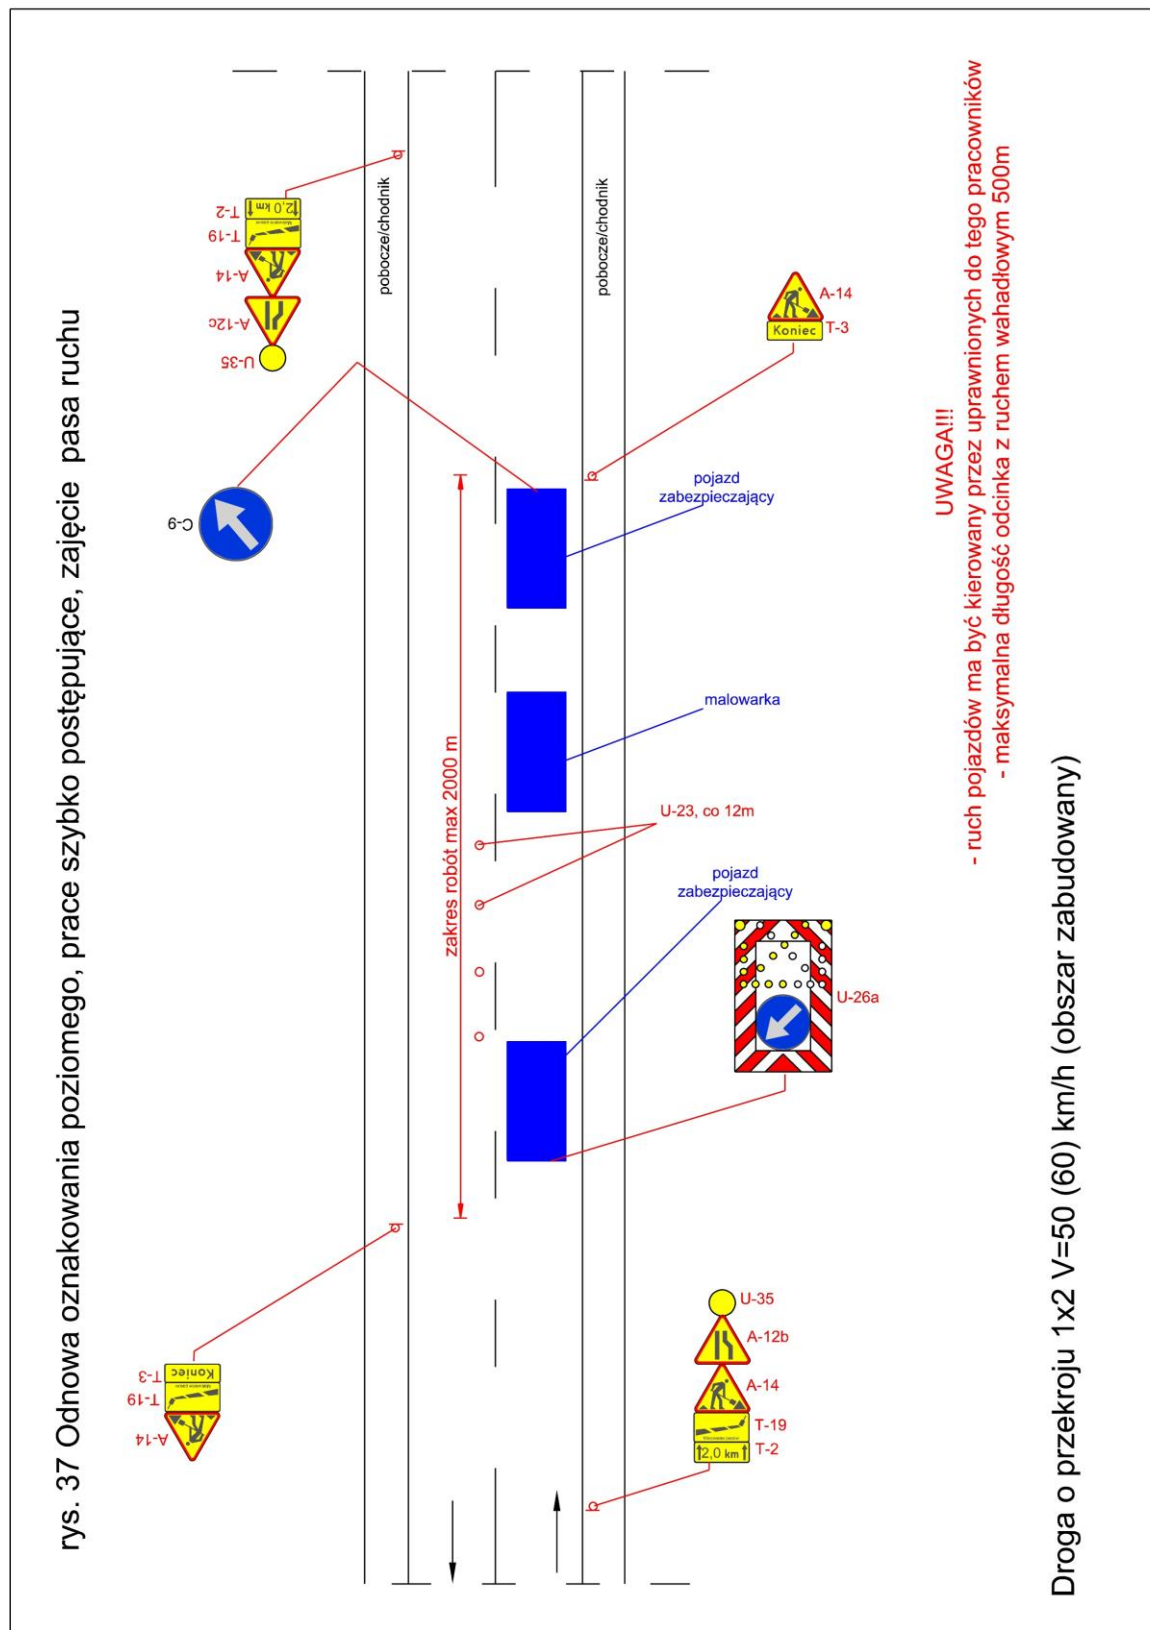 rys. 37 Odnowa oznakowania poziomego, prace szybko postępujące, zajęcie pasa ruchu
T-2
T-19
A-14
A-12c
U-35
2,0 km
C-9
pobocze/chodnik
pobocze/chodnik
A-14
T-3
Koniec
pojazd
zabezpieczający
malowarka
U-23, co 12m
zakres robót max 2000 m
pojazd
zabezpieczający
U-26a
T-3
T-19
A-14
Koniec
U-35
A-12b
A-14
T-19
T-2
2,0 km
UWAGA!!!
- ruch pojazdów ma być kierowany przez uprawnionych do tego pracowników
- maksymalna długość odcinka z ruchem wahadłowym 500m
Droga o przekroju 1x2 V=50 (60) km/h (obszar zabudowany)